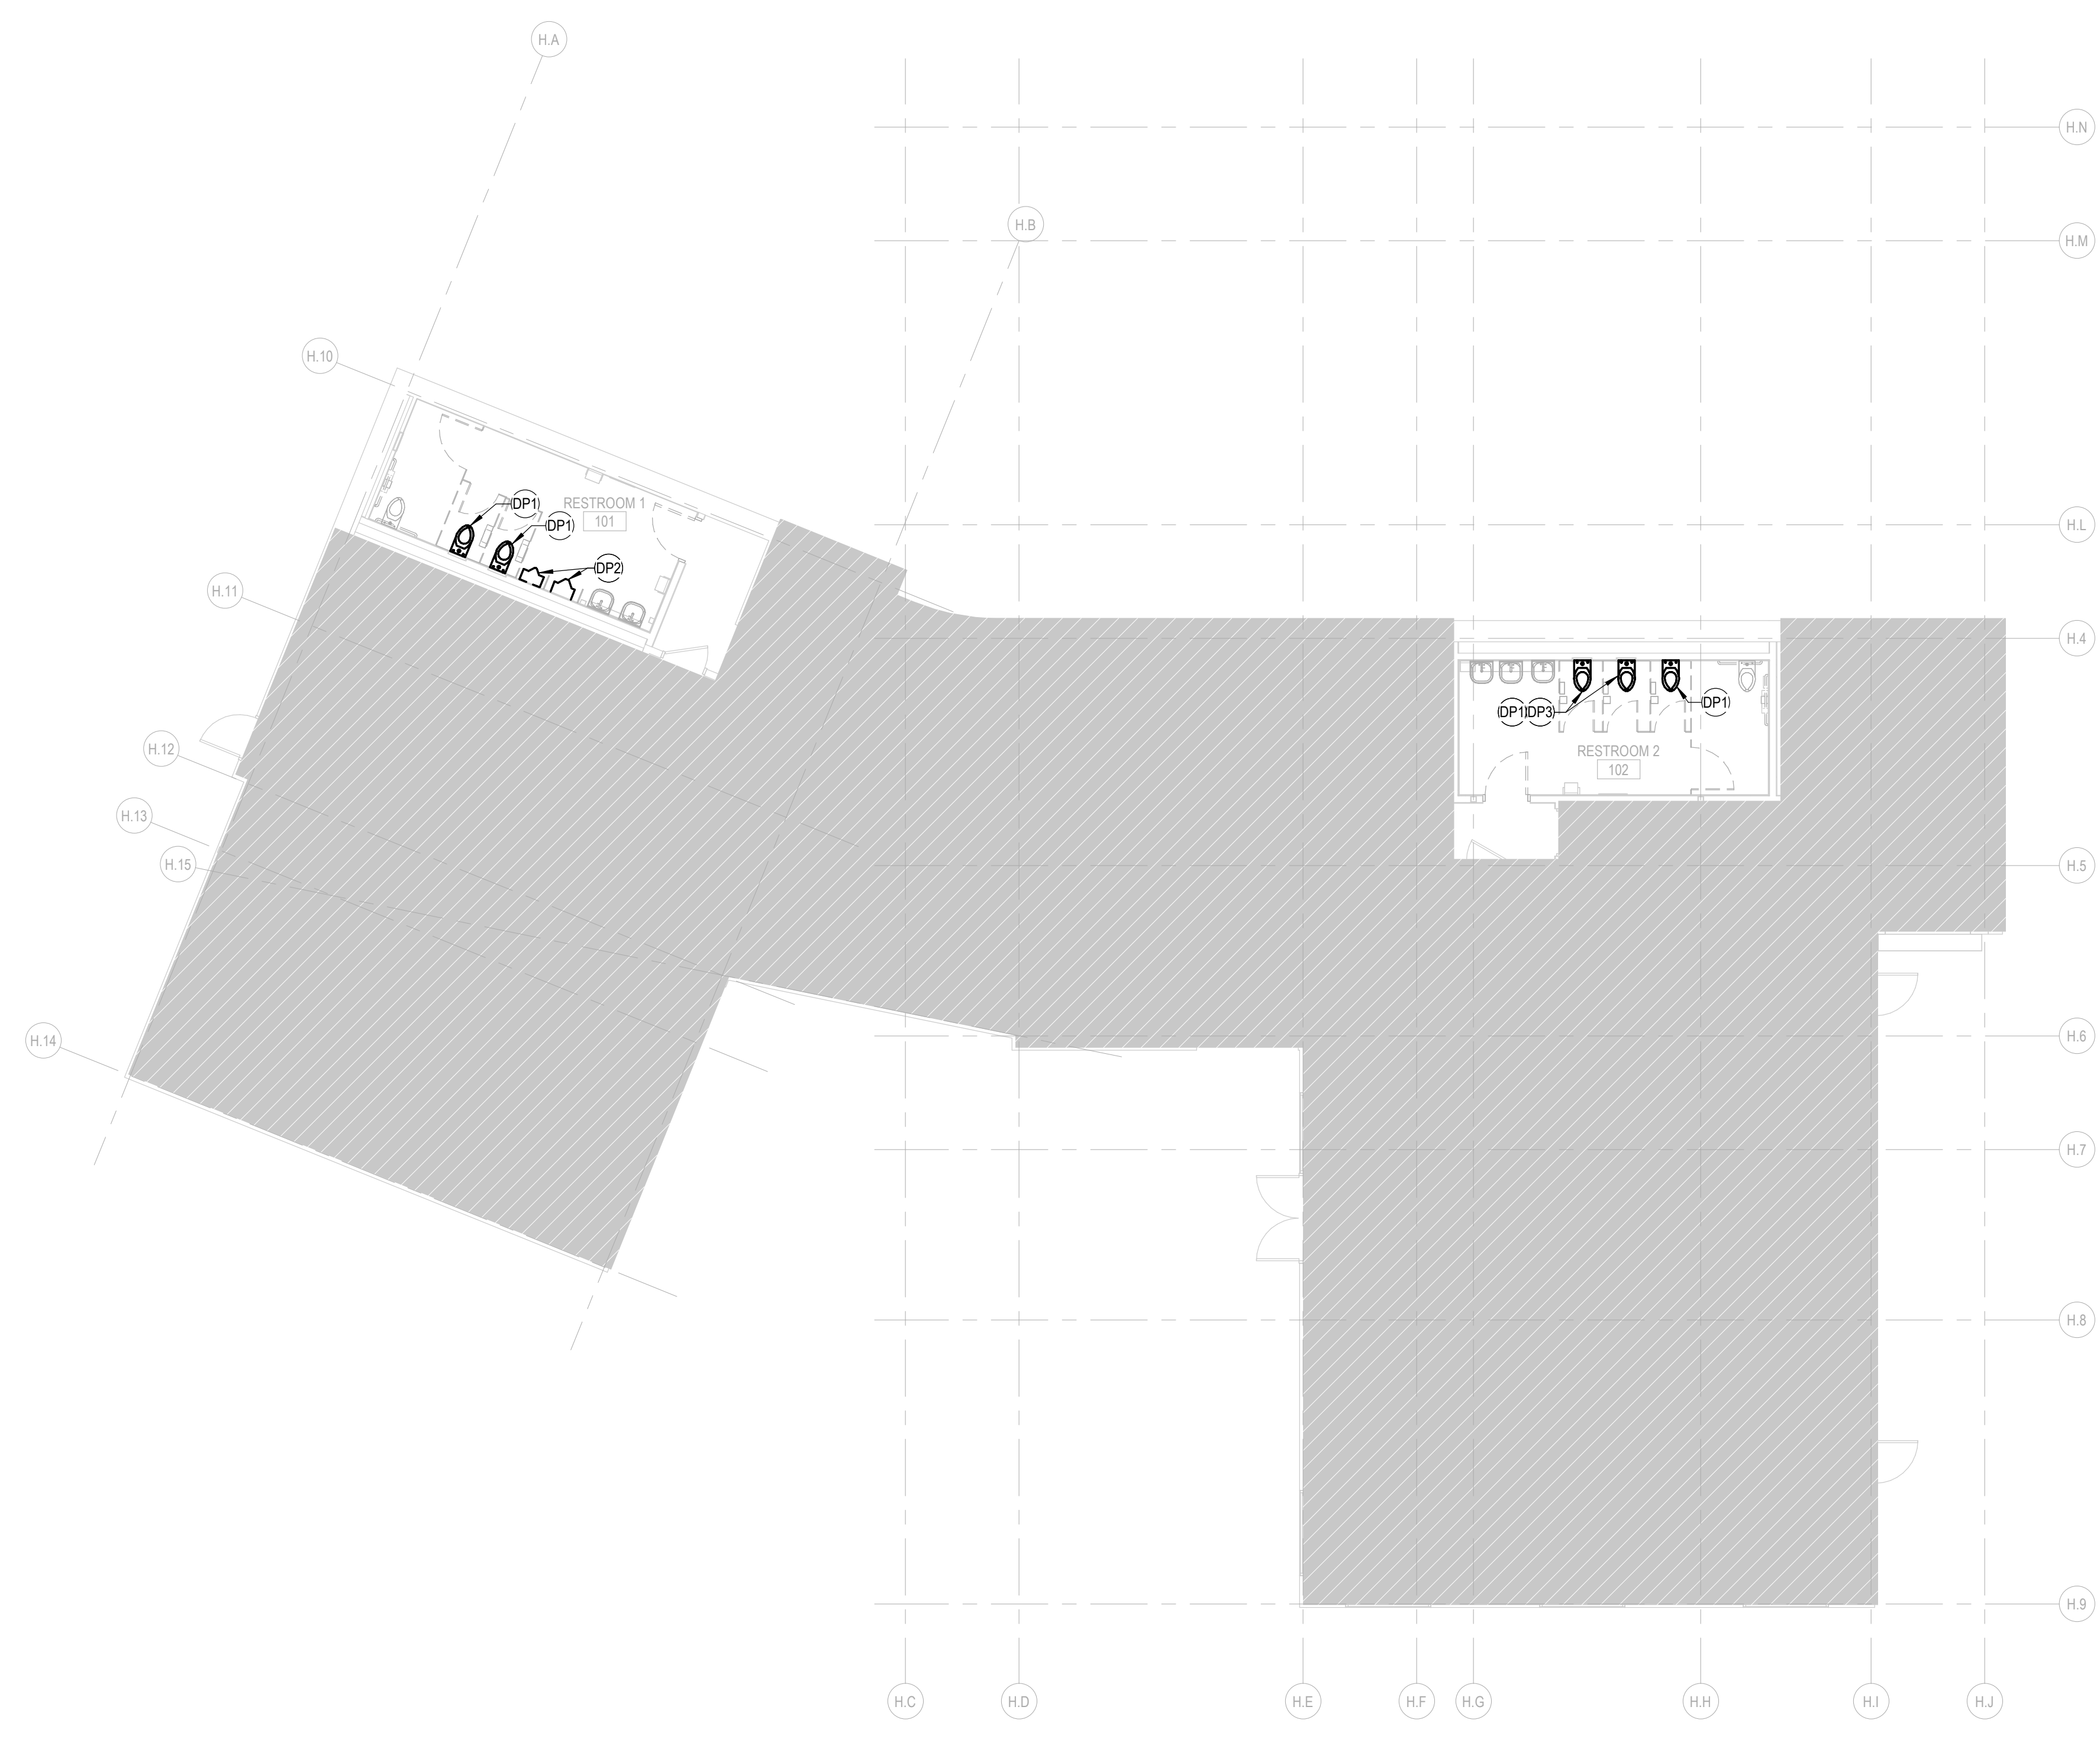 H.A
H.N
H.B
H.M
H.10
(DP1)
RESTROOM 1
101
(DP1)
H.L
(DP2)
H.11
H.4
(DP1)
(DP3)
(DP1)
H.12
RESTROOM 2
102
H.13
H.15
H.5
H.14
H.6
H.7
H.8
H.9
H.C
H.D
H.E
H.F
H.G
H.H
H.I
H.J